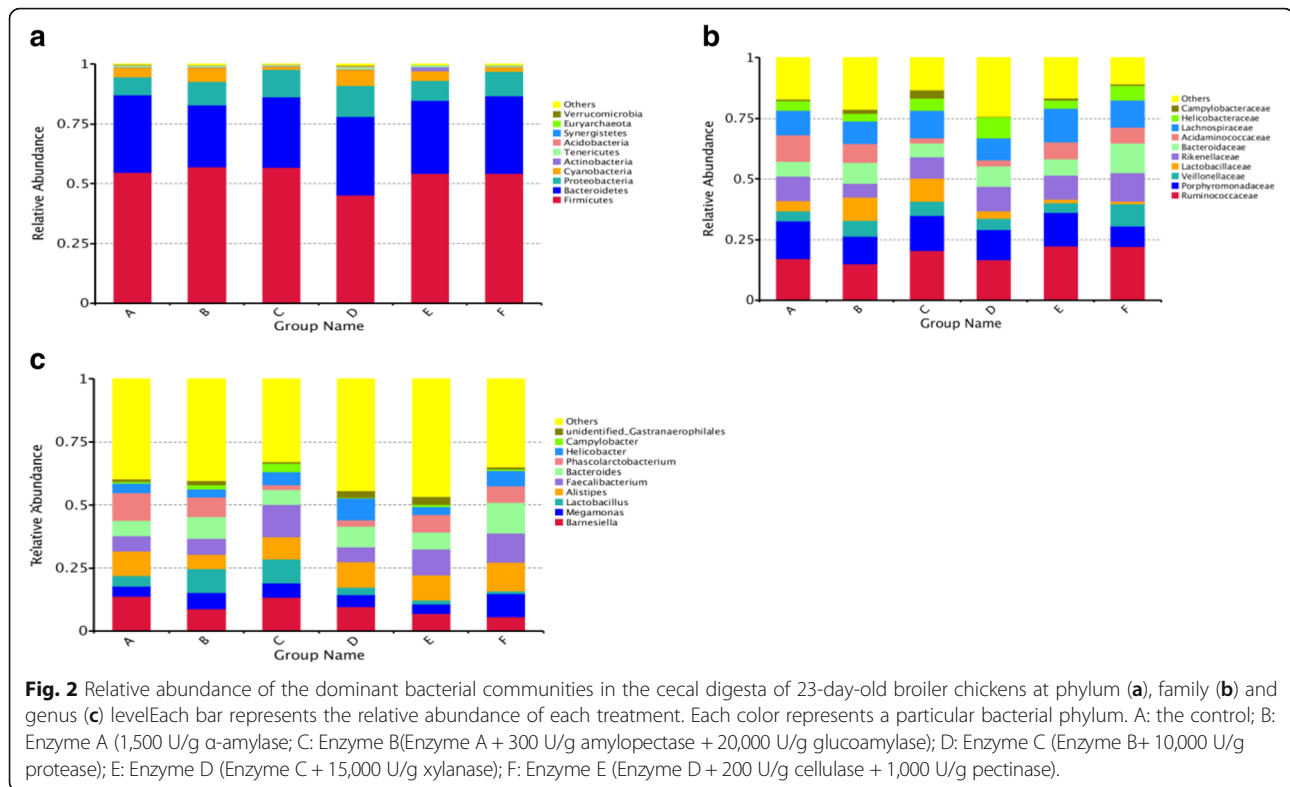 a
1
0.75
0.5
0.25
0
Relative Abundance
A
B
C
D
E
F
Group Name
Others
Verrucomicrobia
Euryarchaeota
Synergistetes
Acidobacteria
Tenericutes
Actinobacteria
Cyanobacteria
Proteobacteria
Bacteroidetes
Firmicutes
b
1
0.75
0.5
0.25
0
Relative Abundance
A
B
C
D
E
F
Group Name
Others
Campylobacteraceae
Helicobacteraceae
Lachnospiraceae
Acidaminococcaceae
Bacteroidaceae
Rikenellaceae
Lactobacillaceae
Veillonellaceae
Porphyromonadaceae
Ruminococcaceae
c
1
0.75
0.5
0.25
0
Relative Abundance
A
B
C
D
E
F
Group Name
Others
unidentified_Gastranaerophilales
Campylobacter
Helicobacter
Phascolarctobacterium
Bacteroides
Faecalibacterium
Alistipes
Lactobacillus
Megamonas
Barnesiella
Fig. 2 Relative abundance of the dominant bacterial communities in the cecal digesta of 23-day-old broiler chickens at phylum (a), family (b) and
genus (c) levelEach bar represents the relative abundance of each treatment. Each color represents a particular bacterial phylum. A: the control; B:
Enzyme A (1,500 U/g α-amylase; C: Enzyme B(Enzyme A + 300 U/g amylopectase + 20,000 U/g glucoamylase); D: Enzyme C (Enzyme B+ 10,000 U/g
protease); E: Enzyme D (Enzyme C + 15,000 U/g xylanase); F: Enzyme E (Enzyme D + 200 U/g cellulase + 1,000 U/g pectinase).